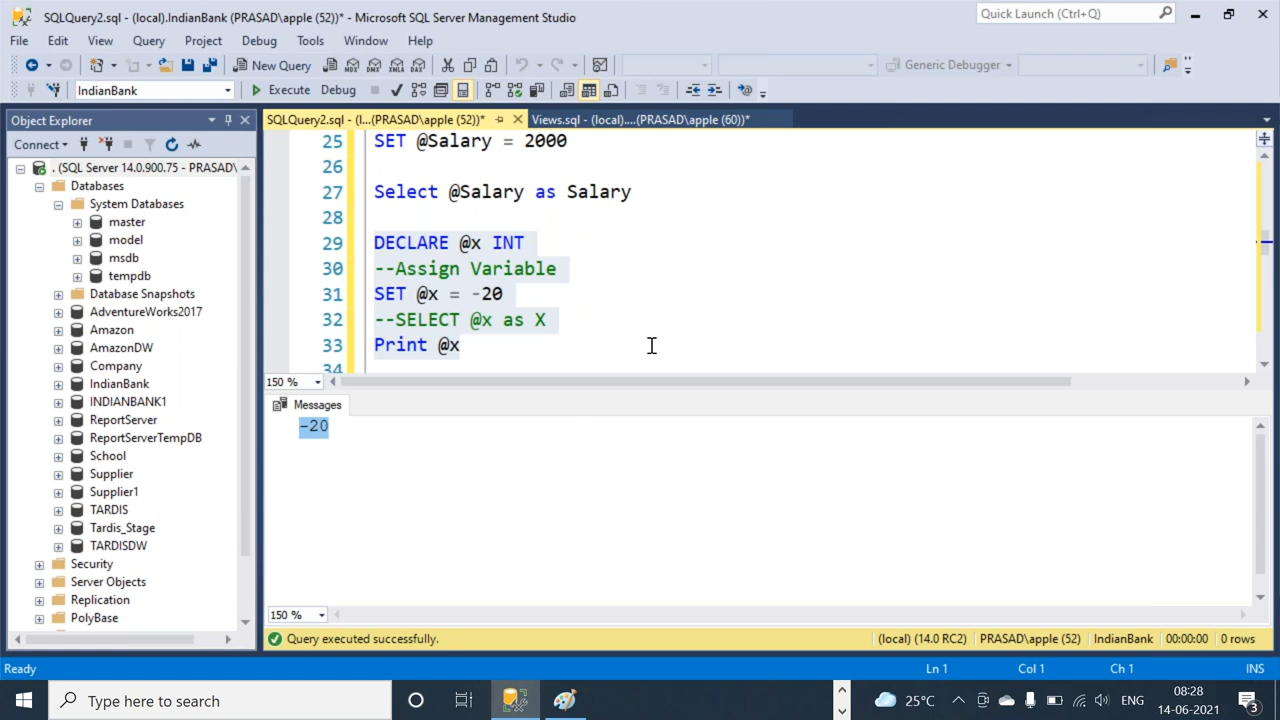 SQLQuery2.sql - (local).IndianBank (PRASAD\apple (52))* - Microsoft SQL Server Management Studio
Quick Launch (Ctrl+Q)
File Edit View Query Project Debug Tools Window Help
New Query
MDX DMX XMLA DAX
Generic Debugger
IndianBank
Execute Debug
Object Explorer
SQLQuery2.sql - (l...(PRASAD\apple (52))*
Views.sql - (local)....(PRASAD\apple (60))*
Connect
. (SQL Server 14.0.900.75 - PRASAD\
Databases
System Databases
master
model
msdb
tempdb
Database Snapshots
AdventureWorks2017
Amazon
AmazonDW
Company
IndianBank
INDIANBANK1
ReportServer
ReportServerTempDB
School
Supplier
Supplier1
TARDIS
Tardis_Stage
TARDISDW
Security
Server Objects
Replication
PolyBase
25 SET @Salary = 2000
26
27 Select @Salary as Salary
28
29 DECLARE @x INT
30 --Assign Variable
31 SET @x = -20
32 --SELECT @x as X
33 Print @x
34
150 %
Messages
-20
150 %
Query executed successfully.
(local) (14.0 RC2) PRASAD\apple (52) IndianBank 00:00:00 0 rows
Ready
Ln 1 Col 1 Ch 1 INS
Type here to search
25°C
ENG
08:28
14-06-2021
3